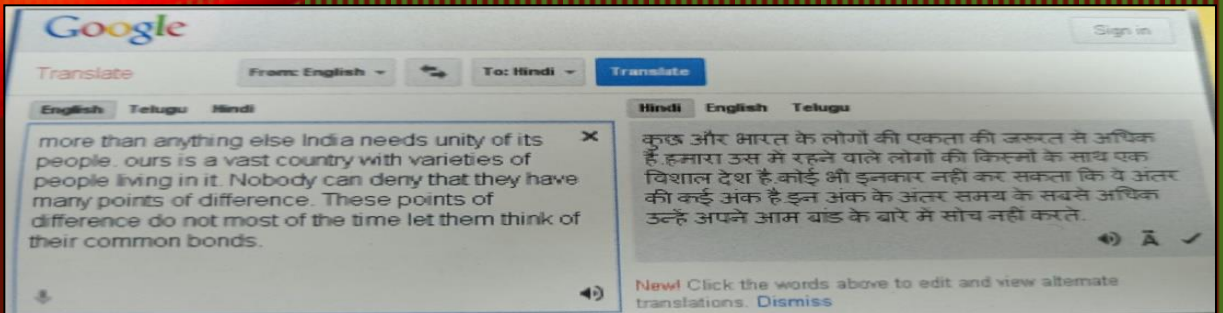 Google
Sign in
Translate
From: English
To: Hindi
Translate
English Telugu Hindi
Hindi English Telugu
more than anything else India needs unity of its
people. ours is a vast country with varieties of
people living in it. Nobody can deny that they have
many points of difference. These points of
difference do not most of the time let them think of
their common bonds.
कुछ और भारत के लोगों की एकता की जरूरत से अधिक
है.हमारा उस में रहने वाले लोगों की किस्मों के साथ एक
विशाल देश है.कोई भी इनकार नहीं कर सकता कि वे अंतर
की कई अंक है.इन अंक के अंतर समय के सबसे अधिक
उन्हें अपने आम बांड के बारे में सोच नहीं करते.
Ä
New! Click the words above to edit and view alternate
translations. Dismiss